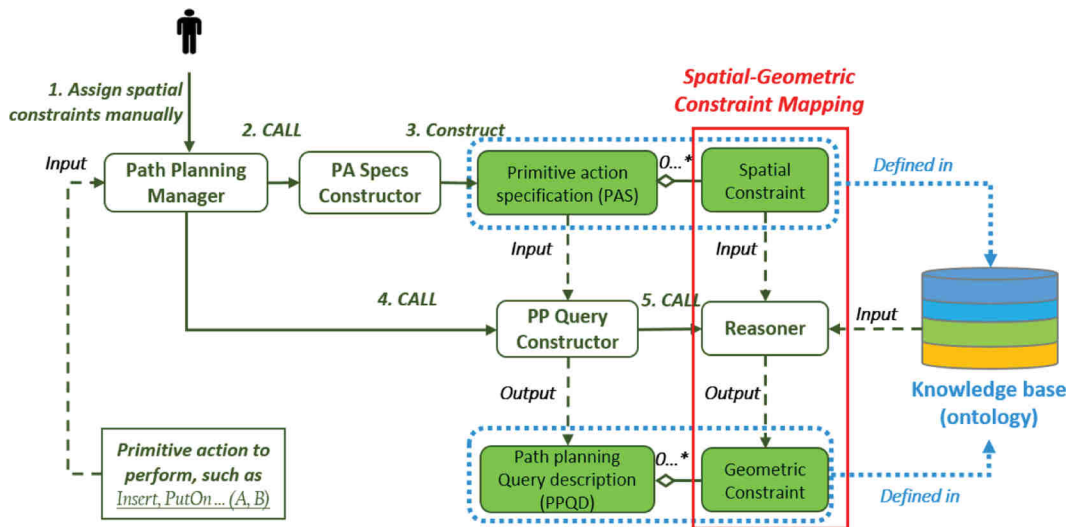 1. Assign spatial
constraints manually
Input
2. CALL
3. Construct
Spatial-Geometric
Constraint Mapping
Path Planning
Manager
PA Specs
Constructor
Primitive action
specification (PAS)
0...*
Spatial
Constraint
Defined in
Input
Input
4. CALL
5. CALL
PP Query
Constructor
Reasoner
Input
Output
Output
Knowledge base
(ontology)
Primitive action to
perform, such as
Insert, PutOn ... (A, B)
Path planning
Query description
(PPQD)
0...*
Geometric
Constraint
Defined in